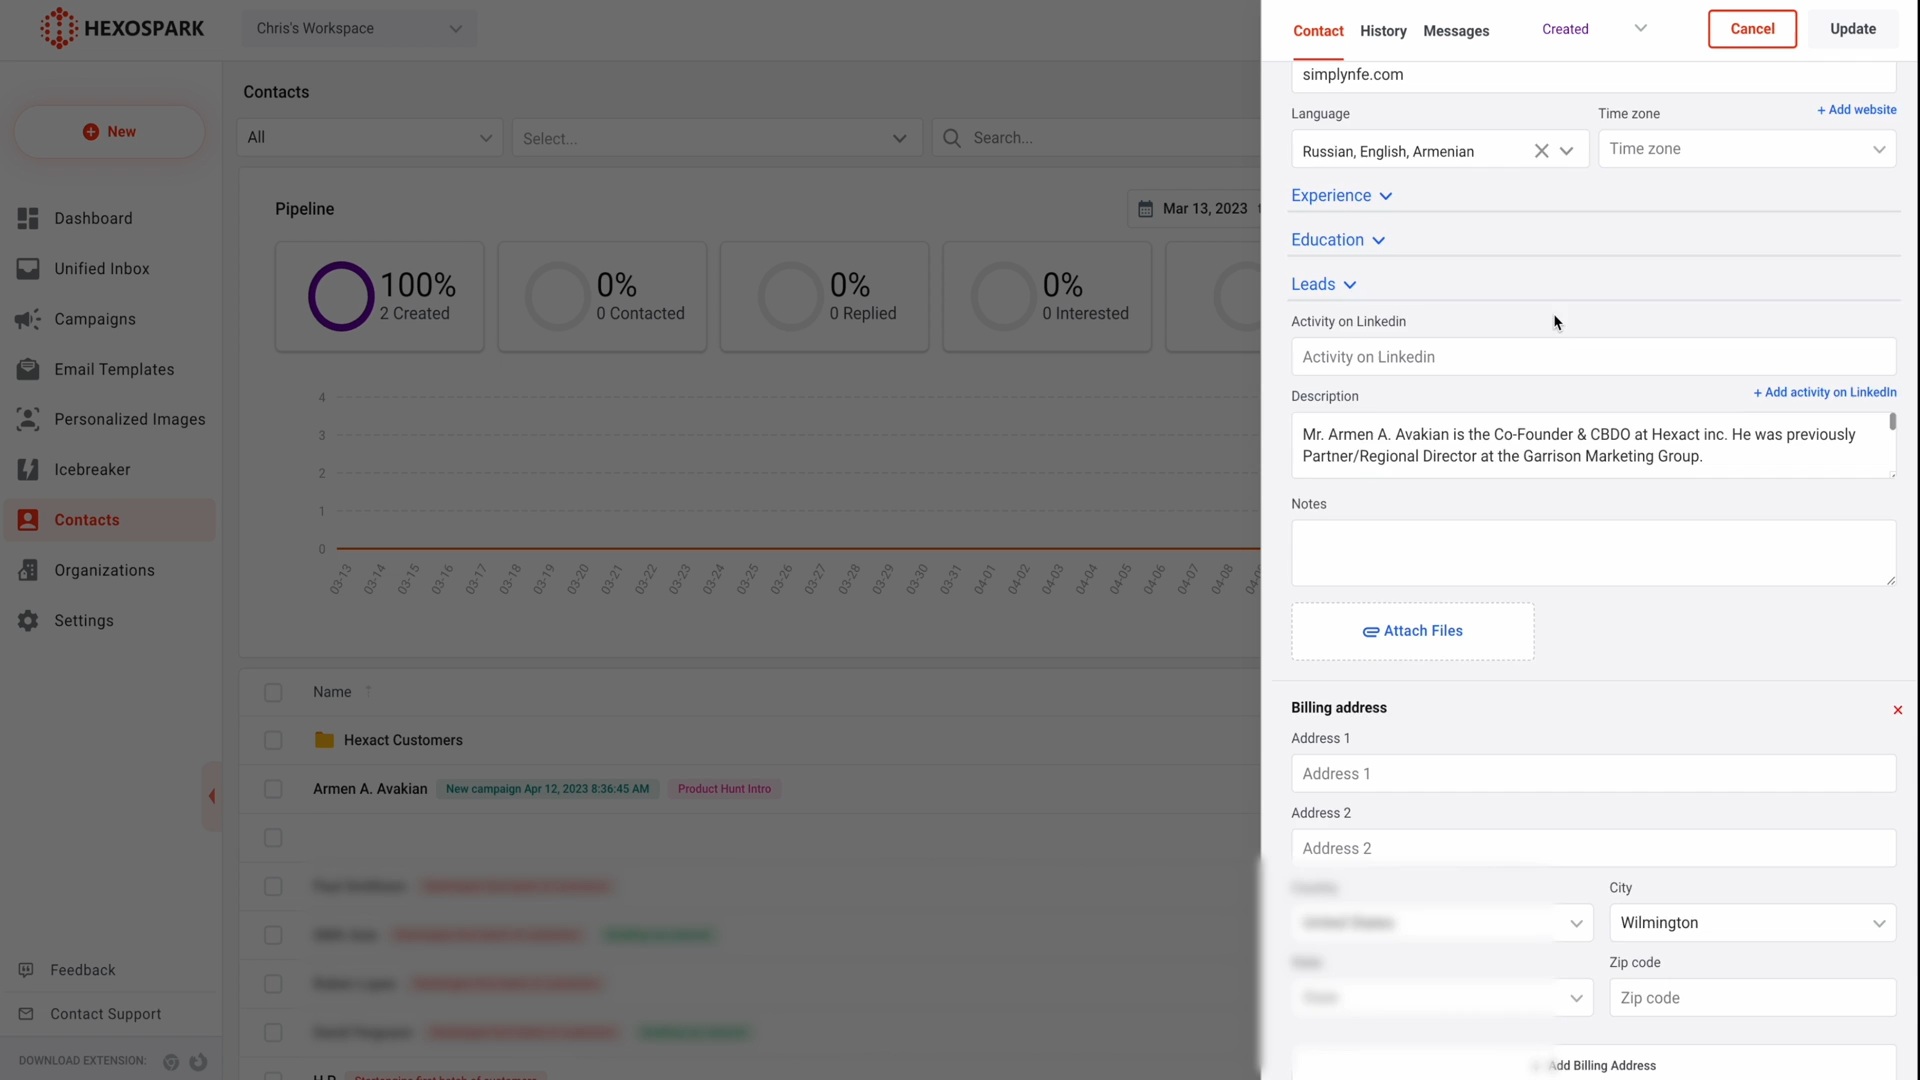 HEXOSPARK
Chris's Workspace
New
Dashboard
Unified Inbox
Campaigns
Email Templates
Personalized Images
Icebreaker
Contacts
Organizations
Settings
Feedback
Contact Support
DOWNLOAD EXTENSION:
Contacts
All
Select...
Search...
Pipeline
Mar 13, 2023
100%
2 Created
0%
0 Contacted
0%
0 Replied
0%
0 Interested
4
3
2
1
0
03-13 03-14 03-15 03-16 03-17 03-18 03-19 03-20 03-21 03-22 03-23 03-24 03-25 03-26 03-27 03-28 03-29 03-30 03-31 04-01 04-02 04-03 04-04 04-05 04-06 04-07 04-08
Name
Hexact Customers
Armen A. Avakian New campaign Apr 12, 2023 8:36:45 AM Product Hunt Intro
Contact History Messages Created Cancel Update
simplynfe.com
Language Time zone + Add website
Russian, English, Armenian Time zone
Experience
Education
Leads
Activity on Linkedin
Activity on Linkedin
Description + Add activity on LinkedIn
Mr. Armen A. Avakian is the Co-Founder & CBDO at Hexact inc. He was previously
Partner/Regional Director at the Garrison Marketing Group.
Notes
Attach Files
Billing address
Address 1
Address 1
Address 2
Address 2
City
United States Wilmington
Zip code
Zip code
Add Billing Address